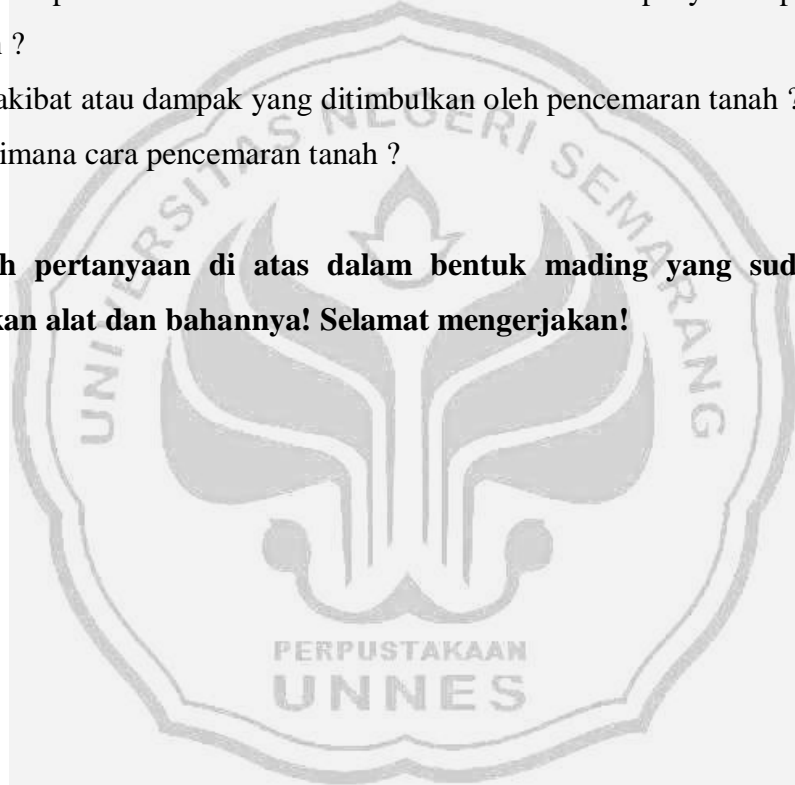 ?
akibat atau dampak yang ditimbulkan oleh pencemaran tanah ?
imana cara pencemaran tanah ?
h pertanyaan di atas dalam bentuk mading yang sud
kan alat dan bahannya! Selamat mengerjakan!
UNIVERSITAS NEGERI SEMARANG
PERPUSTAKAAN
UNNES